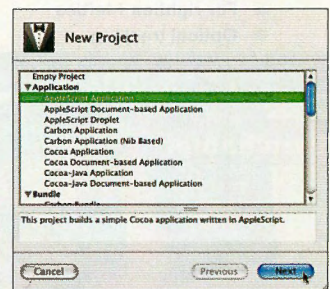 New Project
Empty Project
Application
AppleScript Application
AppleScript Document-based Application
AppleScript Droplet
Carbon Application
Carbon Application (Nib Based)
Cocoa Application
Cocoa Document-based Application
Cocoa-Java Application
Cocoa-Java Document-based Application
Bundle
Carbon Bundle
This project builds a simple Cocoa application written in AppleScript.
Cancel
Previous
Next